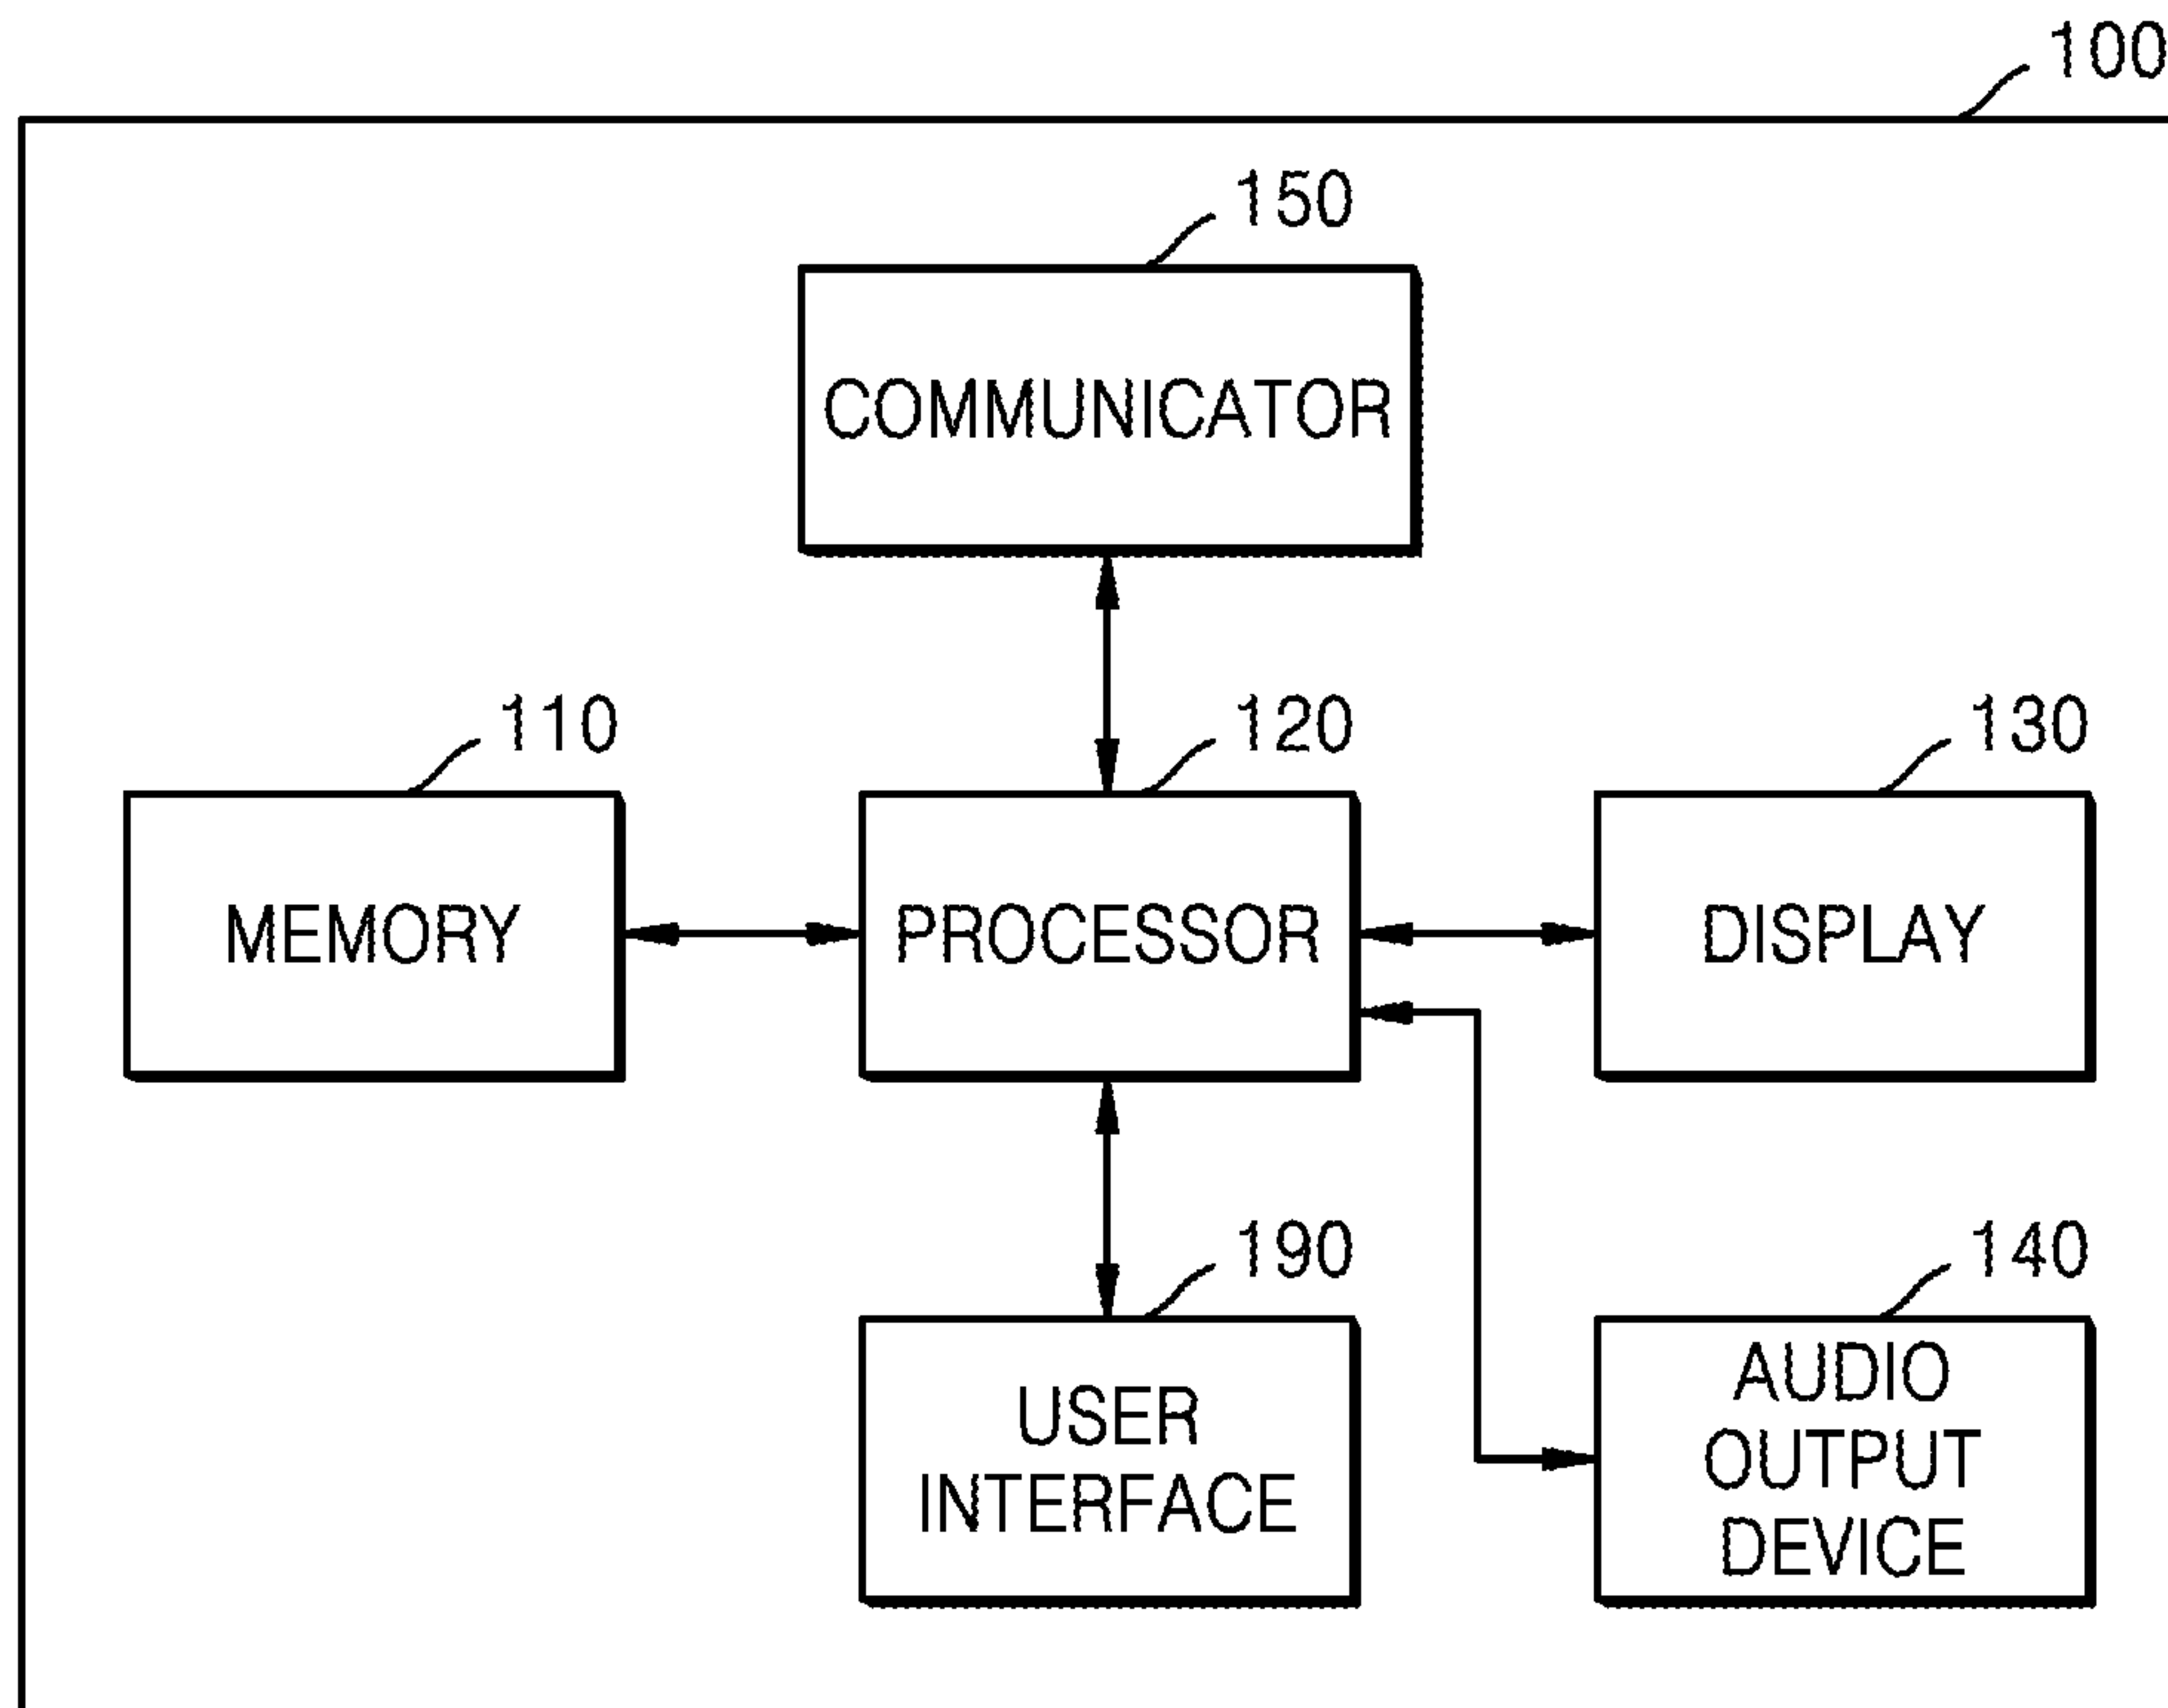 100
150
COMMUNICATOR
110
120
130
MEMORY
PROCESSOR
DISPLAY
190
140
USER
INTERFACE
AUDIO
OUTPUT
DEVICE